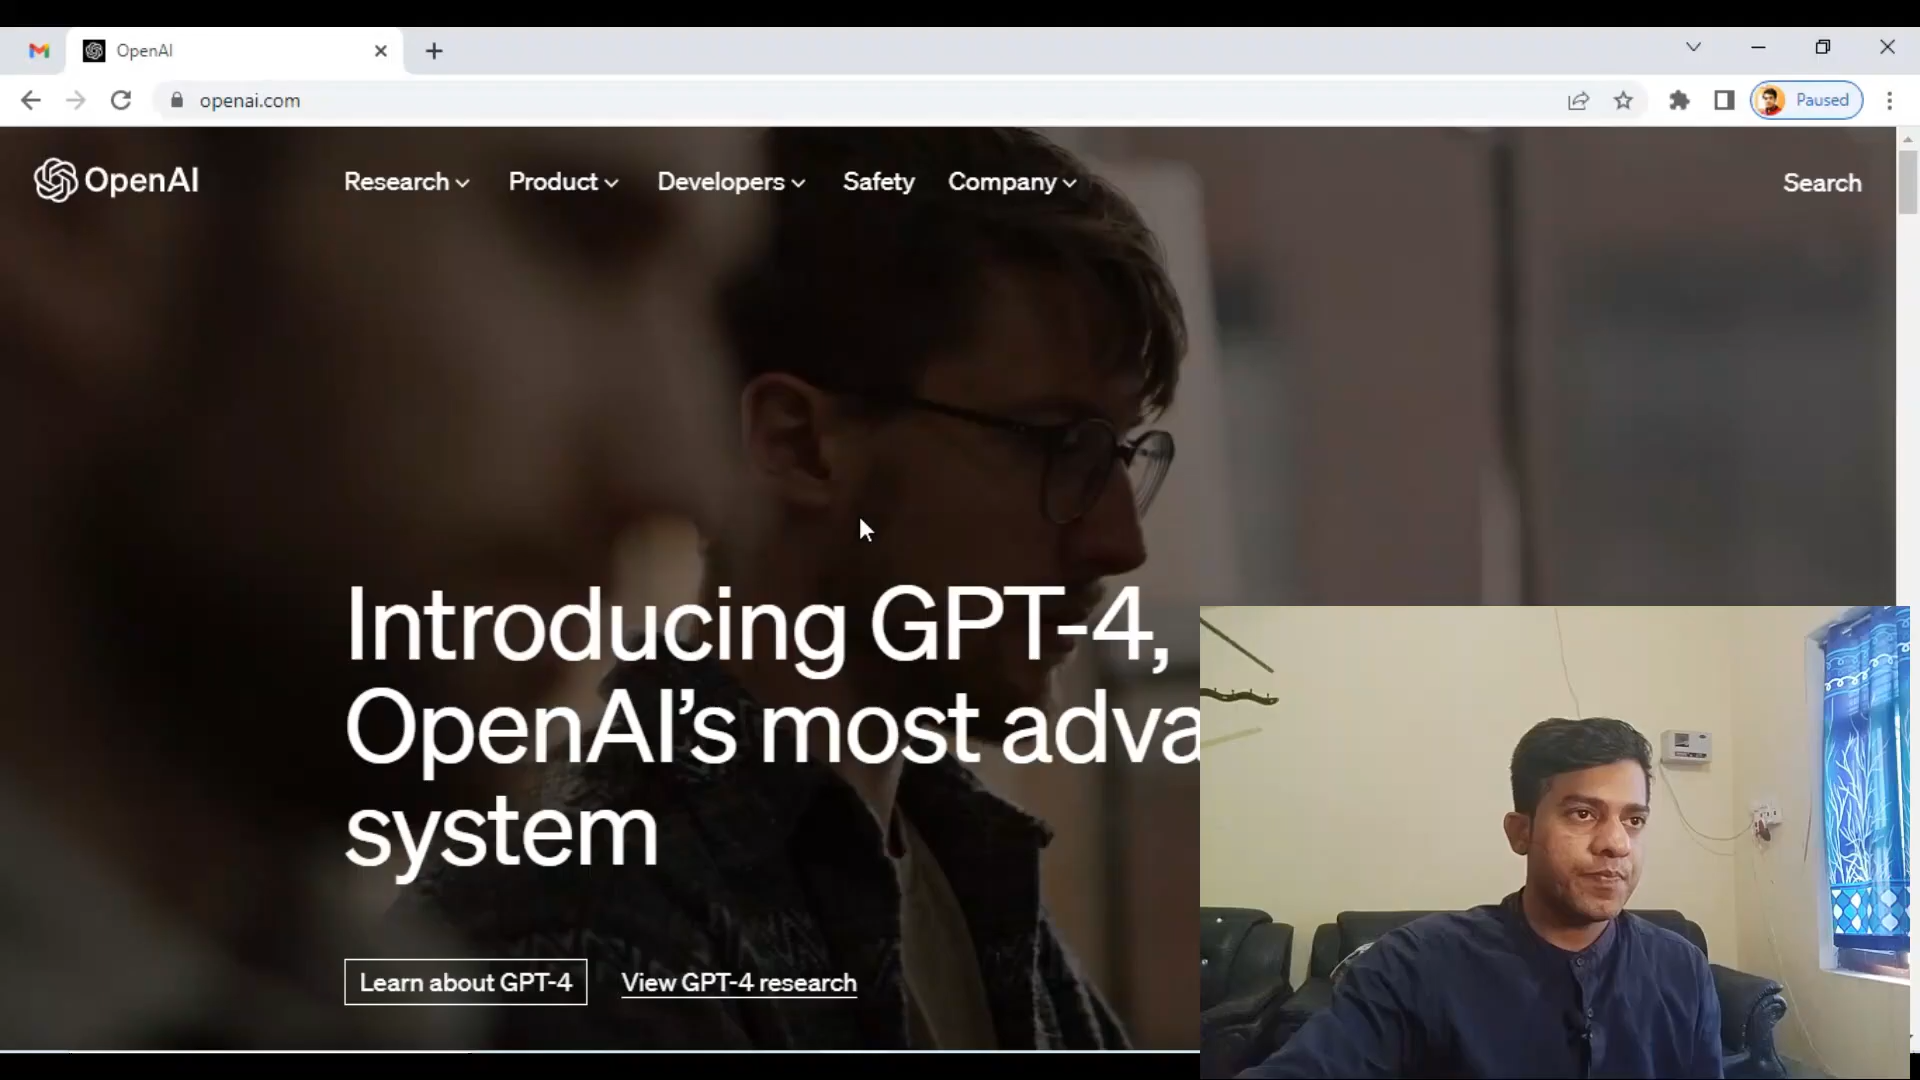 OpenAI
openai.com
Paused
OpenAI
Research
Product
Developers
Safety
Company
Search
Introducing GPT-4,
OpenAI’s most adva
system
Learn about GPT-4
View GPT-4 research